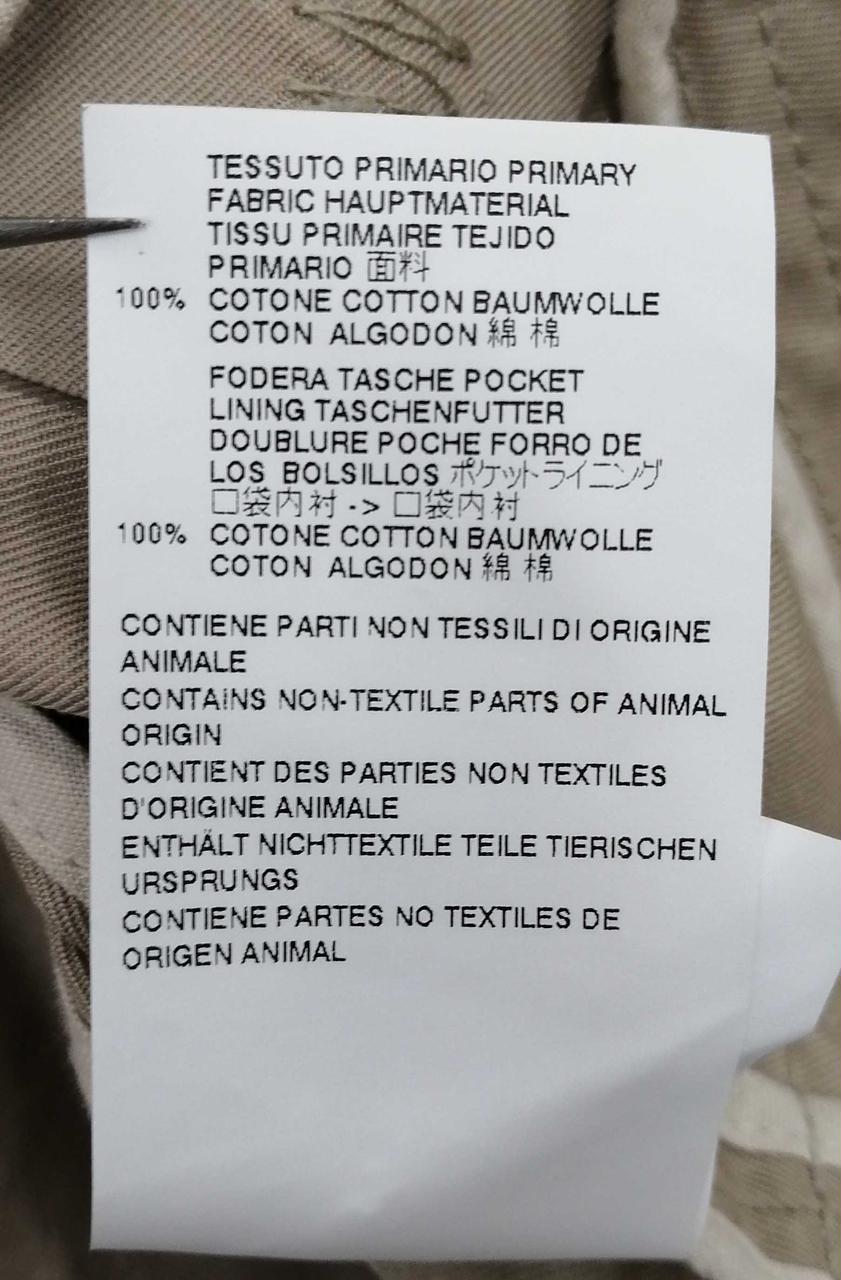 TESSUTO PRIMARIO PRIMARY
FABRIC HAUPTMATERIAL
TISSU PRIMAIRE TEJIDO
PRIMARIO 面料
100% COTONE COTTON BAUMWOLLE
COTON ALGODON 綿 棉
FODERA TASCHE POCKET
LINING TASCHENFUTTER
DOUBLURE POCHE FORRO DE
LOS BOLSILLOS ポケットライニング
口袋内衬 -> 口袋内衬
100% COTONE COTTON BAUMWOLLE
COTON ALGODON 綿 棉
CONTIENE PARTI NON TESSILI DI ORIGINE
ANIMALE
CONTAINS NON-TEXTILE PARTS OF ANIMAL
ORIGIN
CONTIENT DES PARTIES NON TEXTILES
D'ORIGINE ANIMALE
ENTHÄLT NICHTTEXTILE TEILE TIERISCHEN
URSPRUNGS
CONTIENE PARTES NO TEXTILES DE
ORIGEN ANIMAL